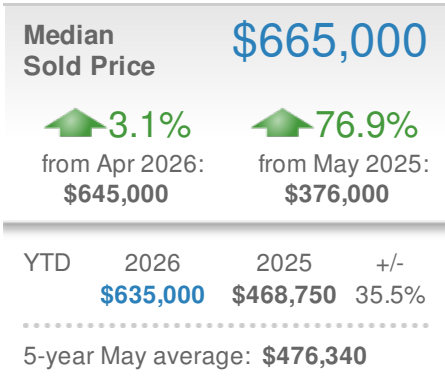 Median $665,000
Sold Price
3.1% 76.9%
from Apr 2026: from May 2025:
$645,000 $376,000
YTD 2026 2025 +/-
$635,000 $468,750 35.5%
5-year May average: $476,340